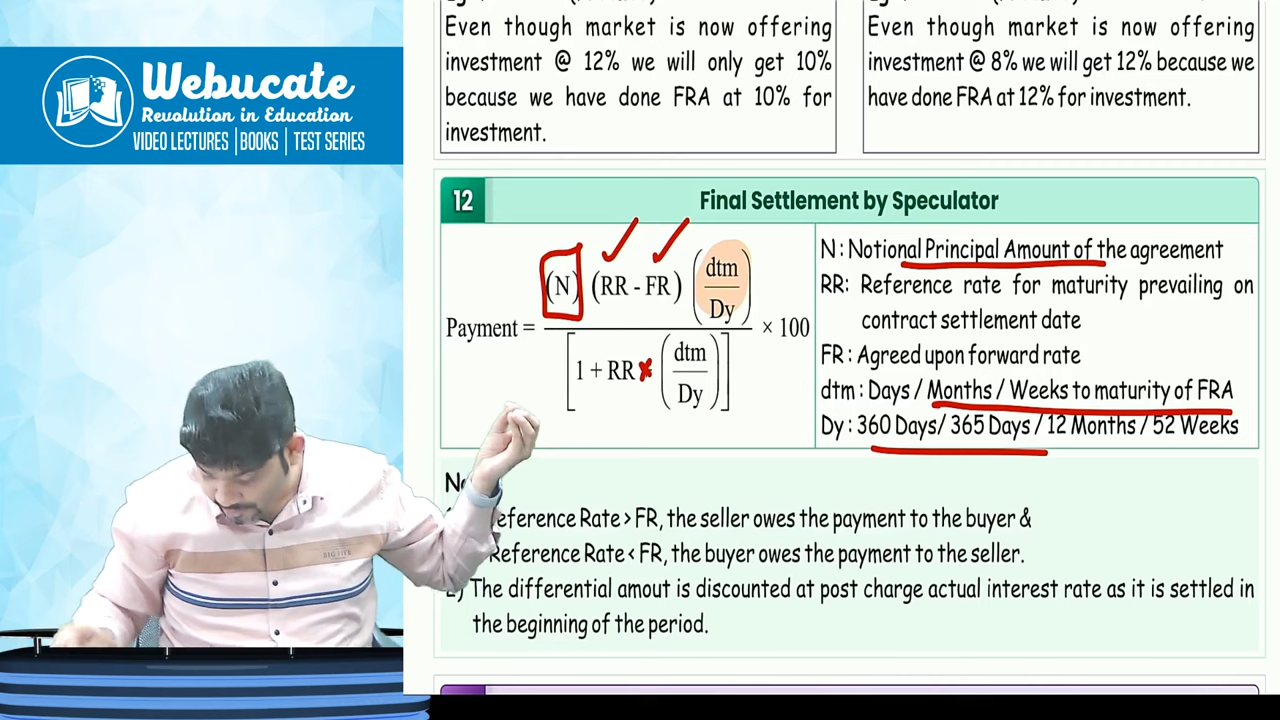 Webucate
Revolution in Education
VIDEO LECTURES | BOOKS | TEST SERIES
Even though market is now offering
investment @ 12% we will only get 10%
because we have done FRA at 10% for
investment.
Even though market is now offering
investment @ 8% we will get 12% because we
have done FRA at 12% for investment.
12 Final Settlement by Speculator
Payment = (N) (RR - FR) (dtm/Dy) / [1 + RR × (dtm/Dy)] × 100
N : Notional Principal Amount of the agreement
RR: Reference rate for maturity prevailing on
contract settlement date
FR : Agreed upon forward rate
dtm : Days / Months / Weeks to maturity of FRA
Dy : 360 Days/ 365 Days / 12 Months / 52 Weeks
Reference Rate > FR, the seller owes the payment to the buyer &
Reference Rate < FR, the buyer owes the payment to the seller.
The differential amout is discounted at post charge actual interest rate as it is settled in
the beginning of the period.